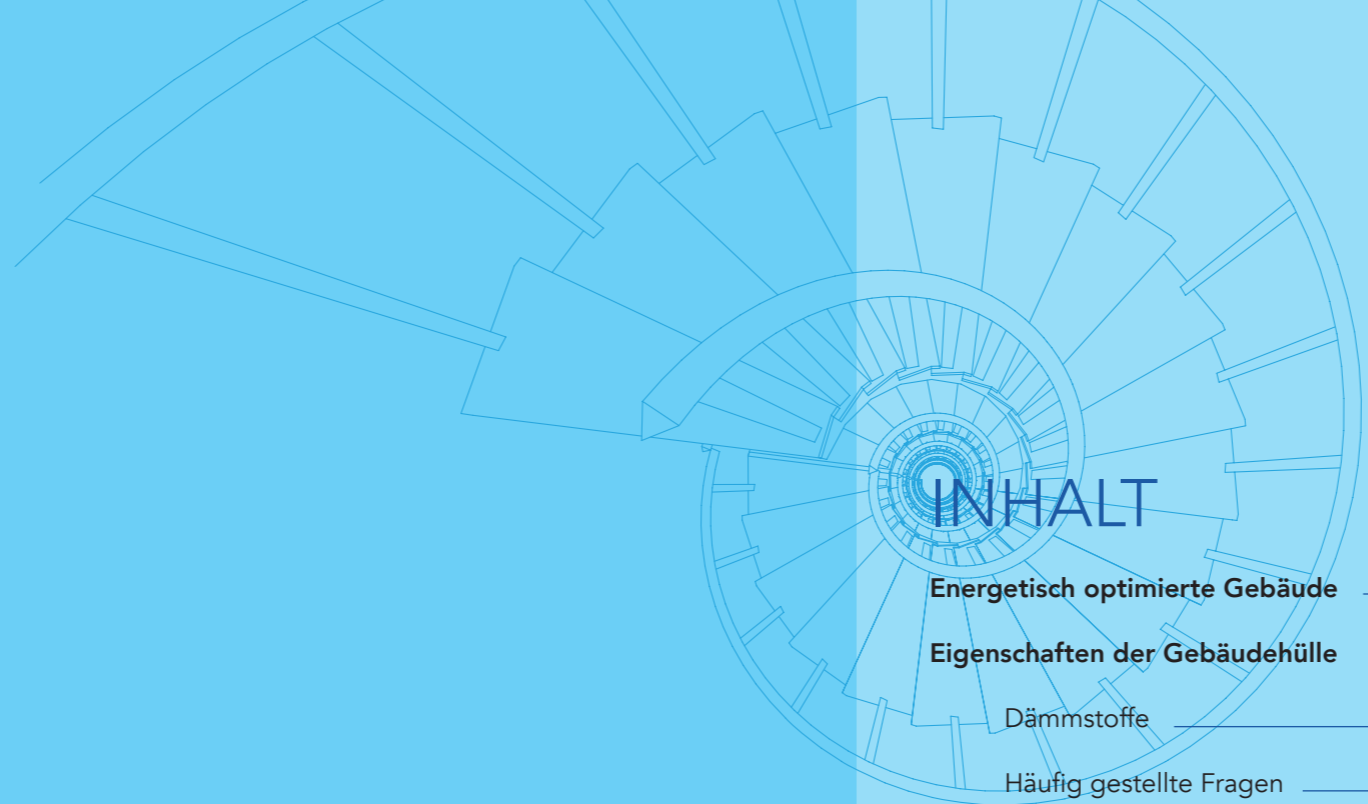 INHALT
Energetisch optimierte Gebäude
Eigenschaften der Gebäudehülle
Dämmstoffe
Häufig gestellte Fragen